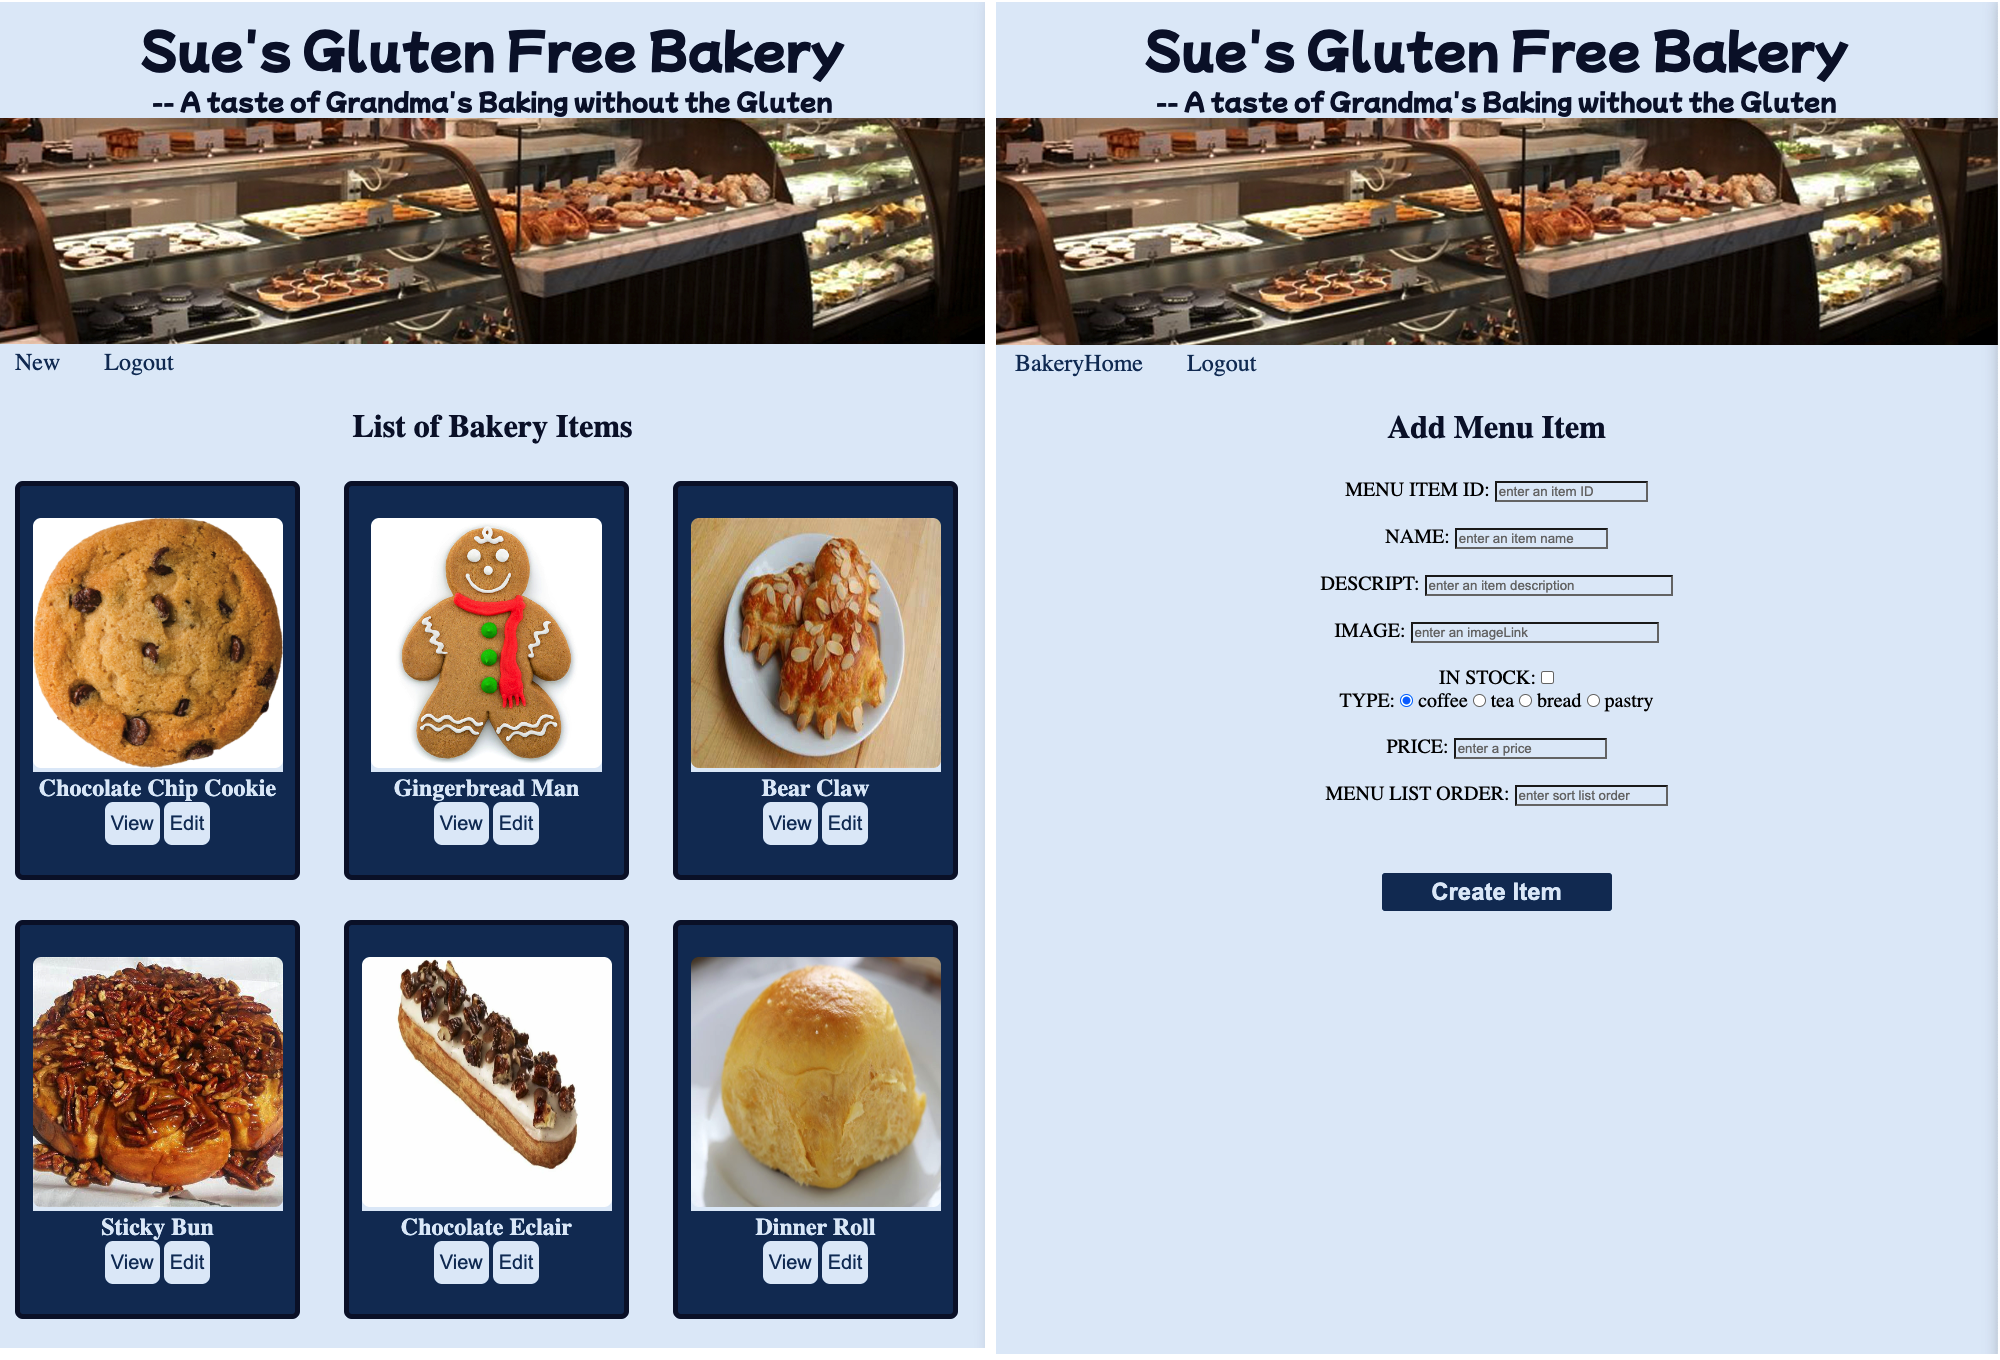 Sue's Gluten Free Bakery
-- A taste of Grandma's Baking without the Gluten
New Logout
List of Bakery Items
Chocolate Chip Cookie
View Edit
Gingerbread Man
View Edit
Bear Claw
View Edit
Sticky Bun
View Edit
Chocolate Eclair
View Edit
Dinner Roll
View Edit
Sue's Gluten Free Bakery
-- A taste of Grandma's Baking without the Gluten
BakeryHome Logout
Add Menu Item
MENU ITEM ID: enter an item ID
NAME: enter an item name
DESCRIPT: enter an item description
IMAGE: enter an imageLink
IN STOCK:
TYPE: coffee tea bread pastry
PRICE: enter a price
MENU LIST ORDER: enter sort list order
Create Item